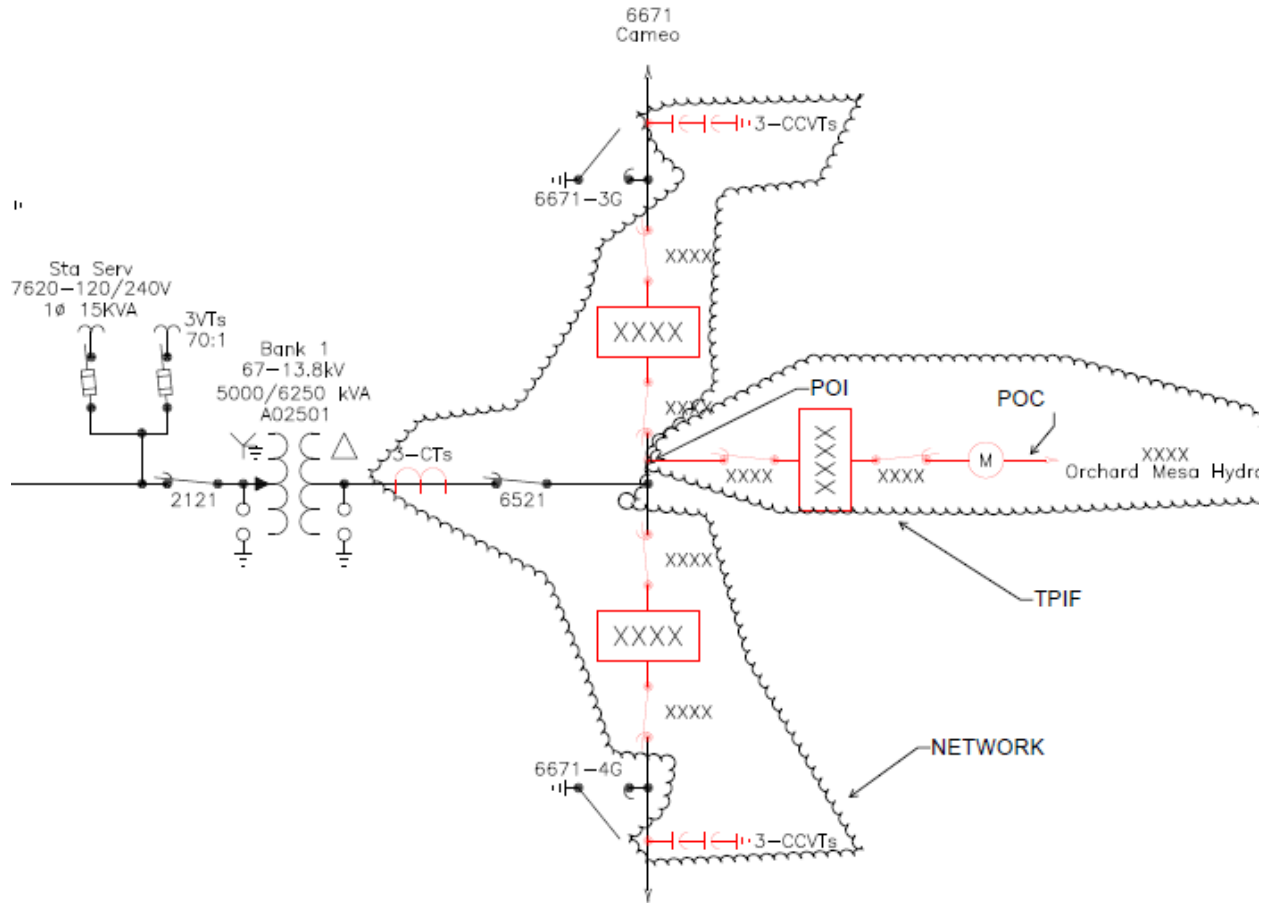 6671
Cameo
3-CCVTs
6671-3G
XXXX
Sta Serv
7620-120/240V
1ø 15KVA
3VTs
70:1
XXXX
Bank 1
67-13.8kV
5000/6250 kVA
A02501
XXXX
POI
POC
3-CTs
XXXX
XXXX
XXXX
M
XXXX
Orchard Mesa Hydro
2121
6521
XXXX
TPIF
XXXX
XXXX
NETWORK
6671-4G
3-CCVTs